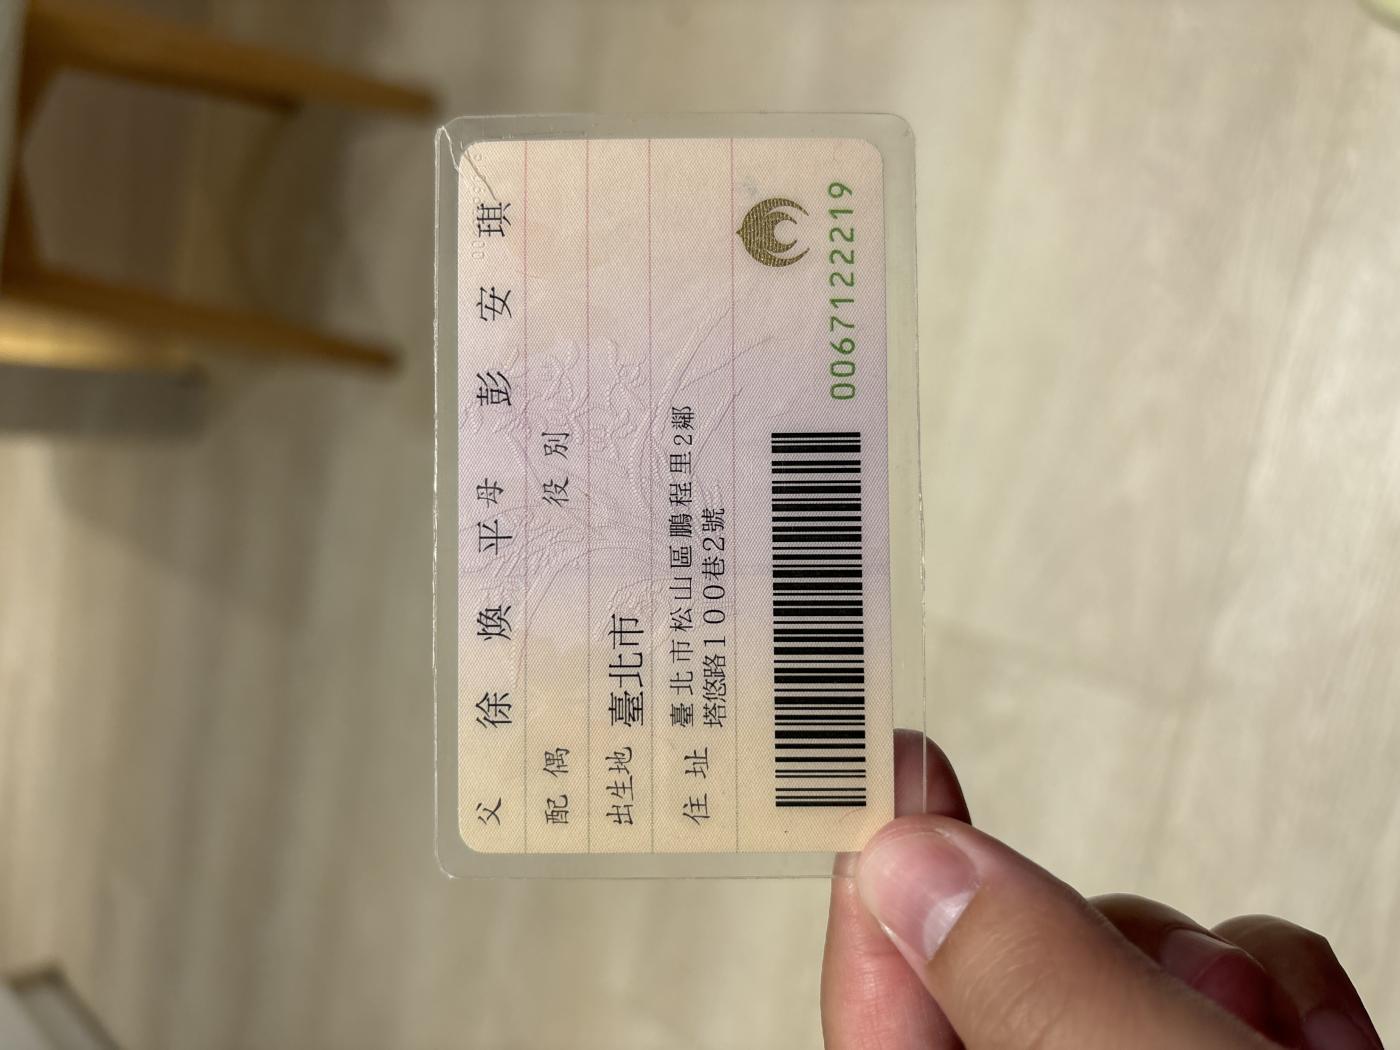 父 徐煥平 母 彭安琪
配偶 役別
出生地 臺北市
住址 臺北市松山區鵬程里2鄰
塔悠路100巷2號
0067122219